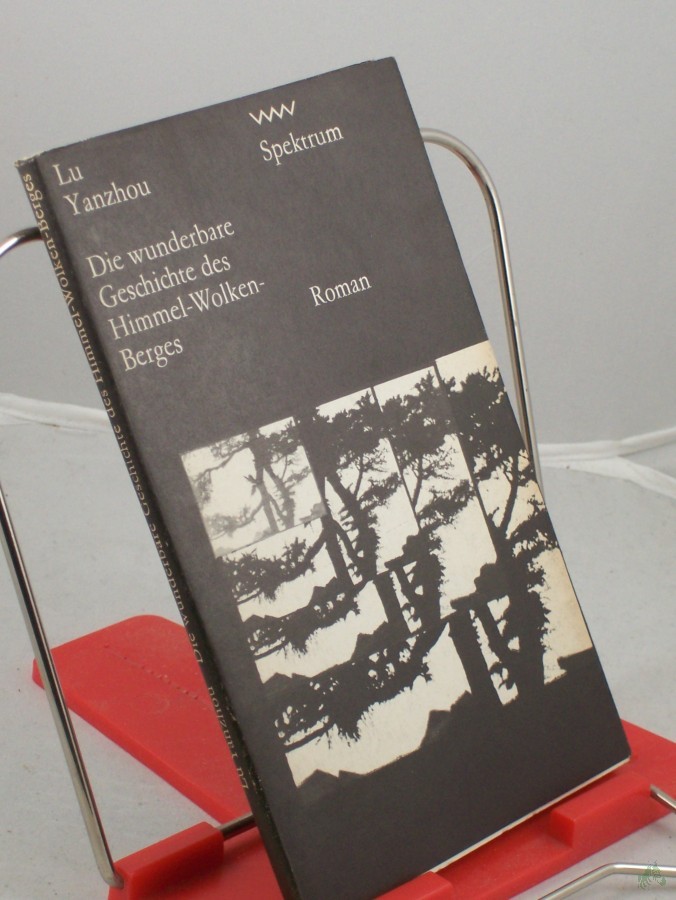 VWV
Spektrum
Lu
Yanzhou
Die wunderbare
Geschichte des
Himmel-Wolken-
Berges
Roman
Lu Yanzhou Die wunderbare Geschichte des Himmel-Wolken-Berges